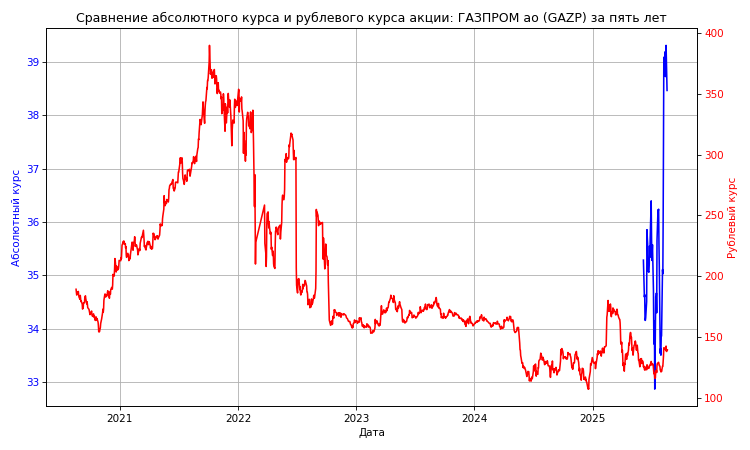 Сравнение абсолютного курса и рублевого курса акции: ГАЗПРОМ ао (GAZP) за пять лет
39
38
37
36
35
34
33
Абсолютный курс
400
350
300
250
200
150
100
Рублевый курс
2021 2022 2023 2024 2025
Дата